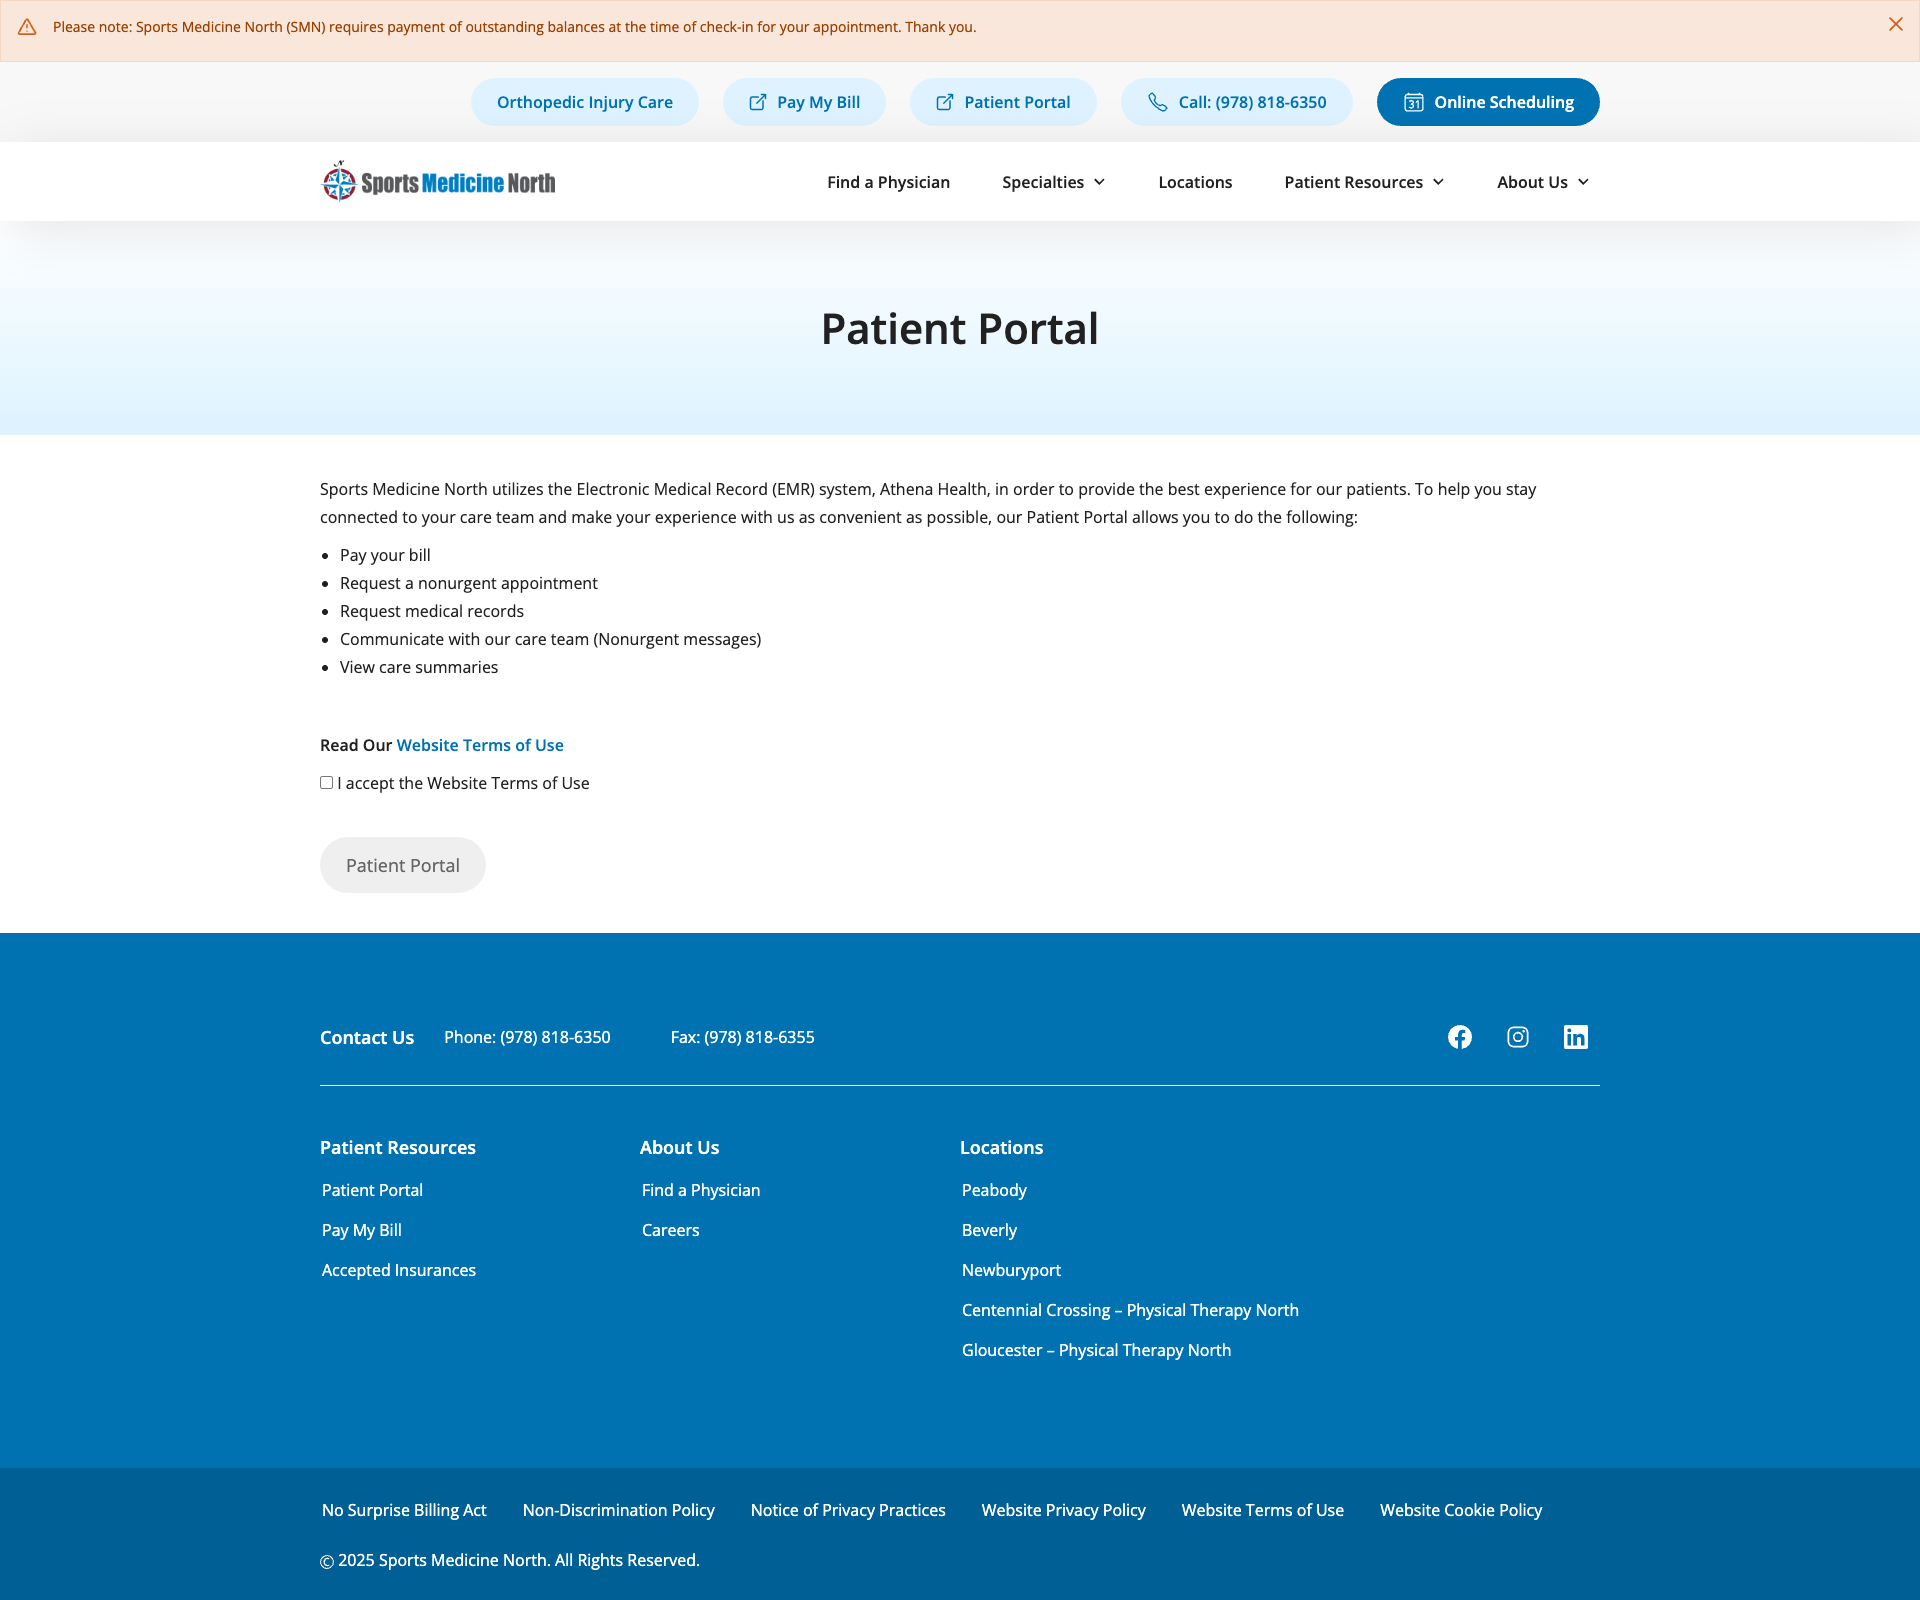 Please note: Sports Medicine North (SMN) requires payment of outstanding balances at the time of check-in for your appointment. Thank you.
Orthopedic Injury Care
Pay My Bill
Patient Portal
Call: (978) 818-6350
31
Online Scheduling
N
Sports Medicine North
Find a Physician
Specialties
Locations
Patient Resources
About Us
Patient Portal
Sports Medicine North utilizes the Electronic Medical Record (EMR) system, Athena Health, in order to provide the best experience for our patients. To help you stay
connected to your care team and make your experience with us as convenient as possible, our Patient Portal allows you to do the following:
• Pay your bill
• Request a nonurgent appointment
• Request medical records
• Communicate with our care team (Nonurgent messages)
• View care summaries
Read Our Website Terms of Use
I accept the Website Terms of Use
Patient Portal
Contact Us
Phone: (978) 818-6350
Fax: (978) 818-6355
Patient Resources
Patient Portal
Pay My Bill
Accepted Insurances
About Us
Find a Physician
Careers
Locations
Peabody
Beverly
Newburyport
Centennial Crossing – Physical Therapy North
Gloucester – Physical Therapy North
No Surprise Billing Act
Non-Discrimination Policy
Notice of Privacy Practices
Website Privacy Policy
Website Terms of Use
Website Cookie Policy
© 2025 Sports Medicine North. All Rights Reserved.